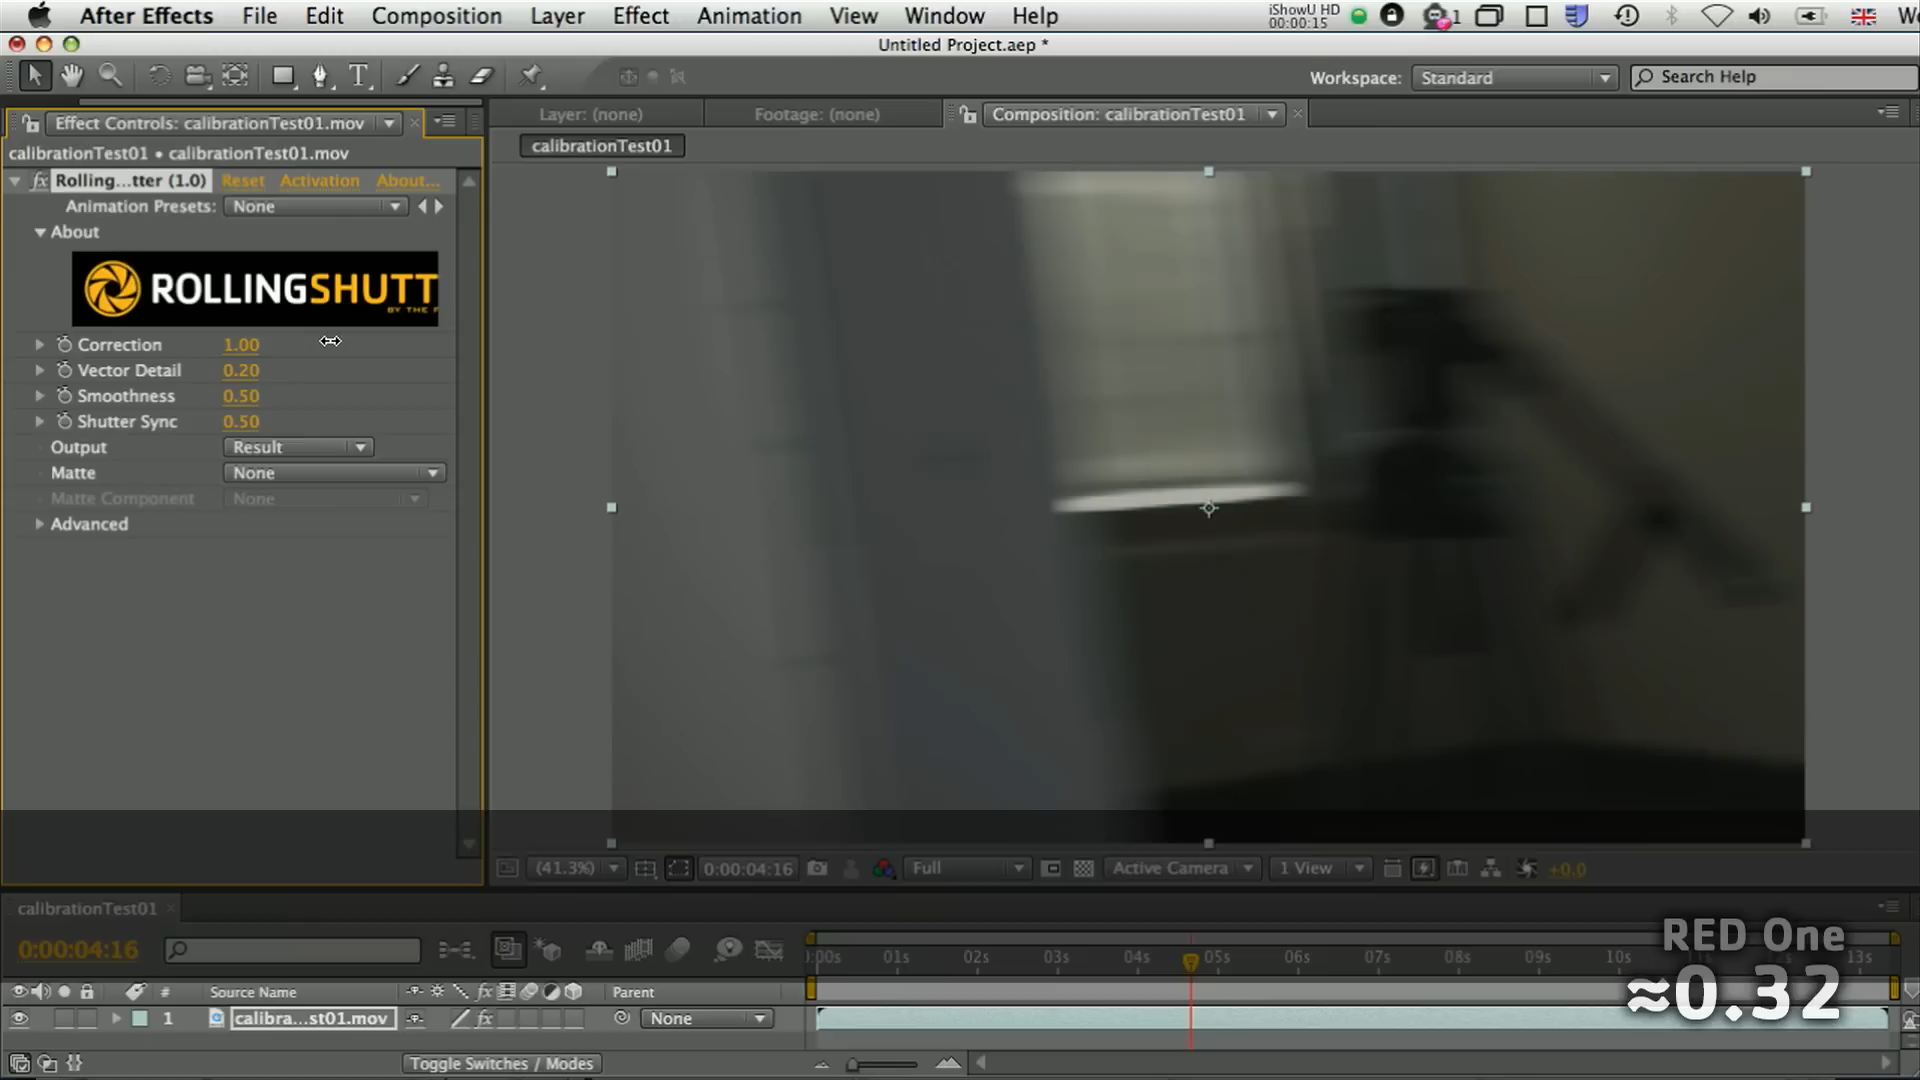 After Effects File Edit Composition Layer Effect Animation View Window Help
iShowU HD
00:00:15
1
Untitled Project.aep *
T
Workspace: Standard
Search Help
Effect Controls: calibrationTest01.mov
Layer: (none)
Footage: (none)
Composition: calibrationTest01
calibrationTest01 • calibrationTest01.mov
calibrationTest01
fx Rolling...tter (1.0) Reset Activation About...
Animation Presets: None
About
ROLLINGSHUTT
Correction 1.00
Vector Detail 0.20
Smoothness 0.50
Shutter Sync 0.50
Output Result
Matte None
Matte Component None
Advanced
(41.3%) 0:00:04:16 Full Active Camera 1 View +0.0
calibrationTest01
0:00:04:16
:00s 01s 02s 03s 04s 05s 06s 07s 08s 09s 10s 13s
RED One
≈0.32
# Source Name fx Parent
1 calibra...st01.mov fx None
Toggle Switches / Modes